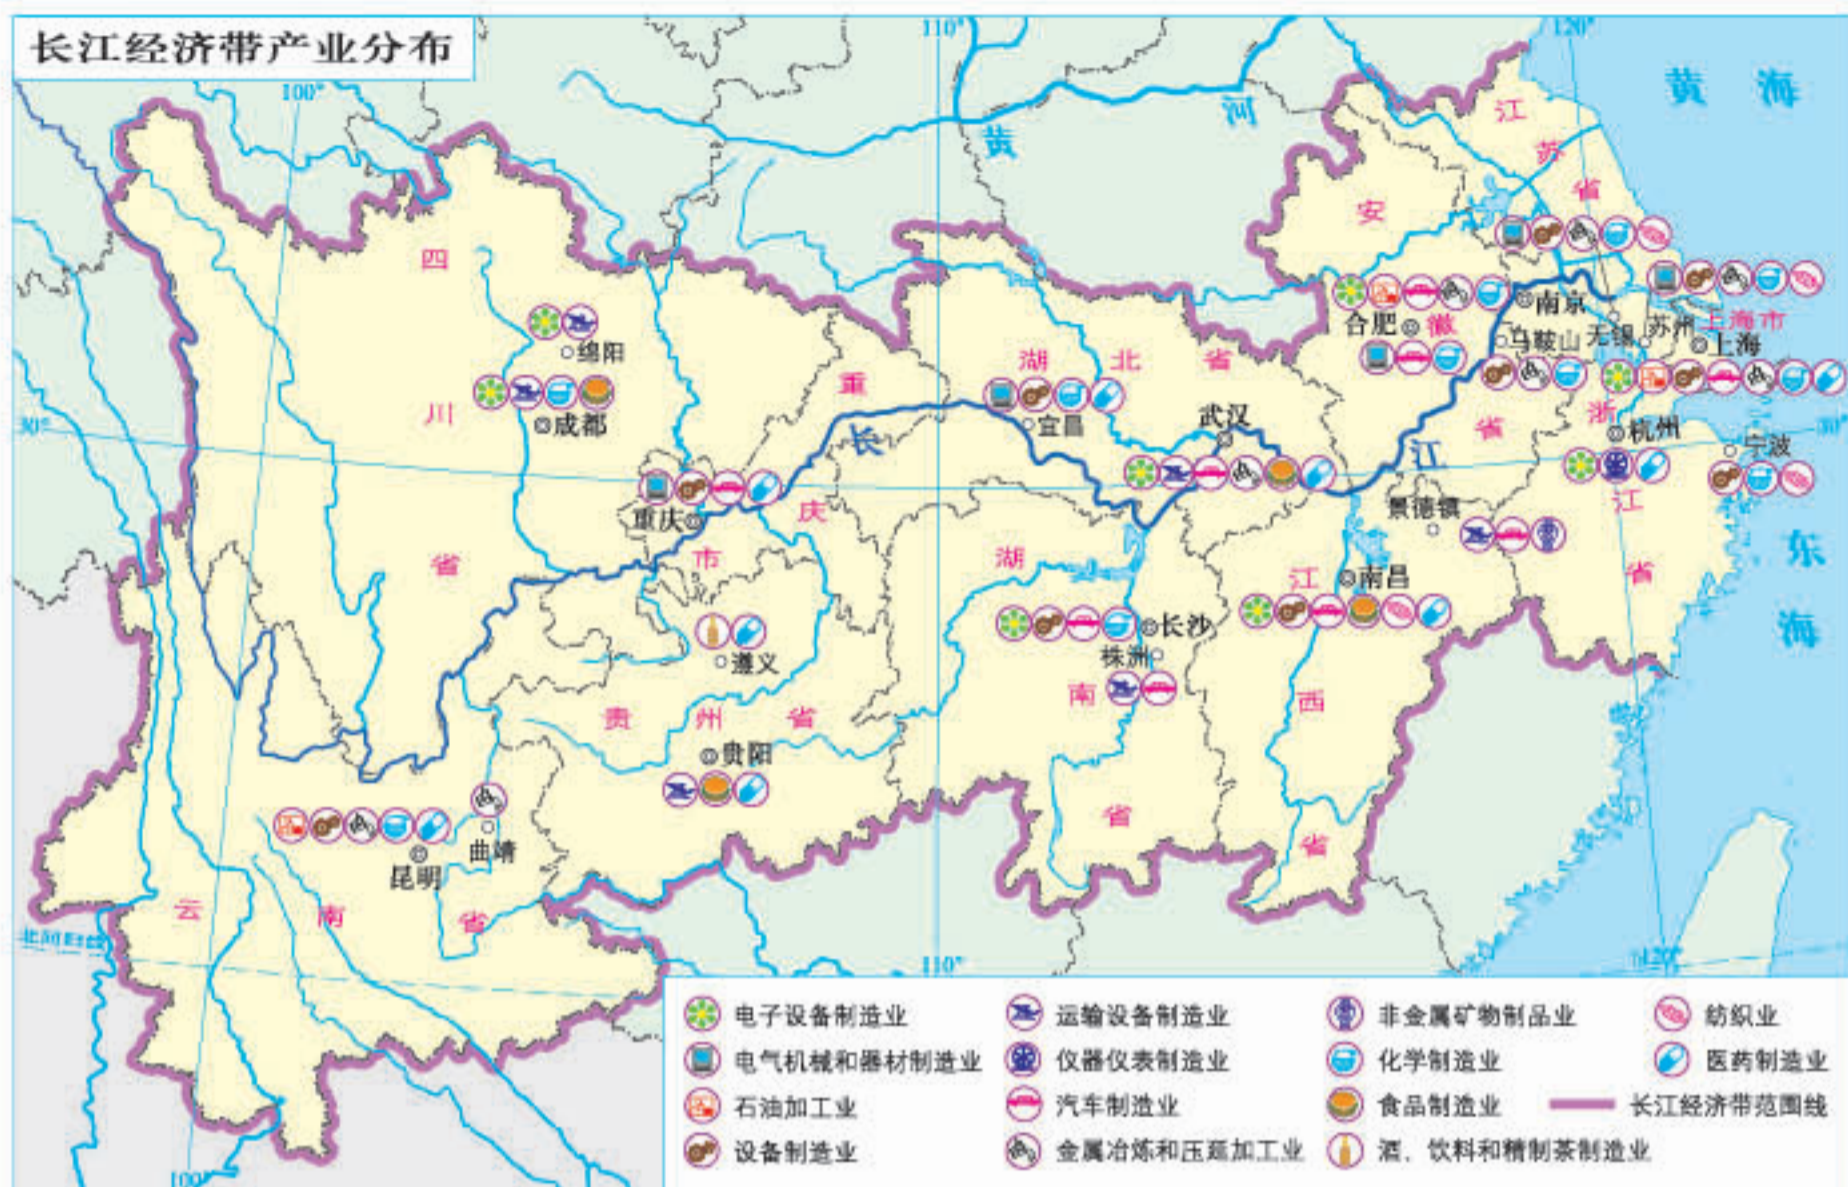 长江经济带产业分布
110°
120°
100°
黄海
黄河
江苏省
安徽省
四川省
重庆市
湖北省
湖南省
江西省
浙江省
贵州省
云南省
上海市
长江
东海
30°
30°
绵阳
成都
重庆
遵义
贵阳
曲靖
昆明
宜昌
武汉
长沙
株洲
南昌
景德镇
合肥
南京
马鞍山
无锡
苏州
上海
杭州
宁波
北回归线
100°
110°
120°
电子设备制造业
运输设备制造业
非金属矿物制品业
纺织业
电气机械和器材制造业
仪器仪表制造业
化学制造业
医药制造业
石油加工业
汽车制造业
食品制造业
长江经济带范围线
设备制造业
金属冶炼和压延加工业
酒、饮料和精制茶制造业